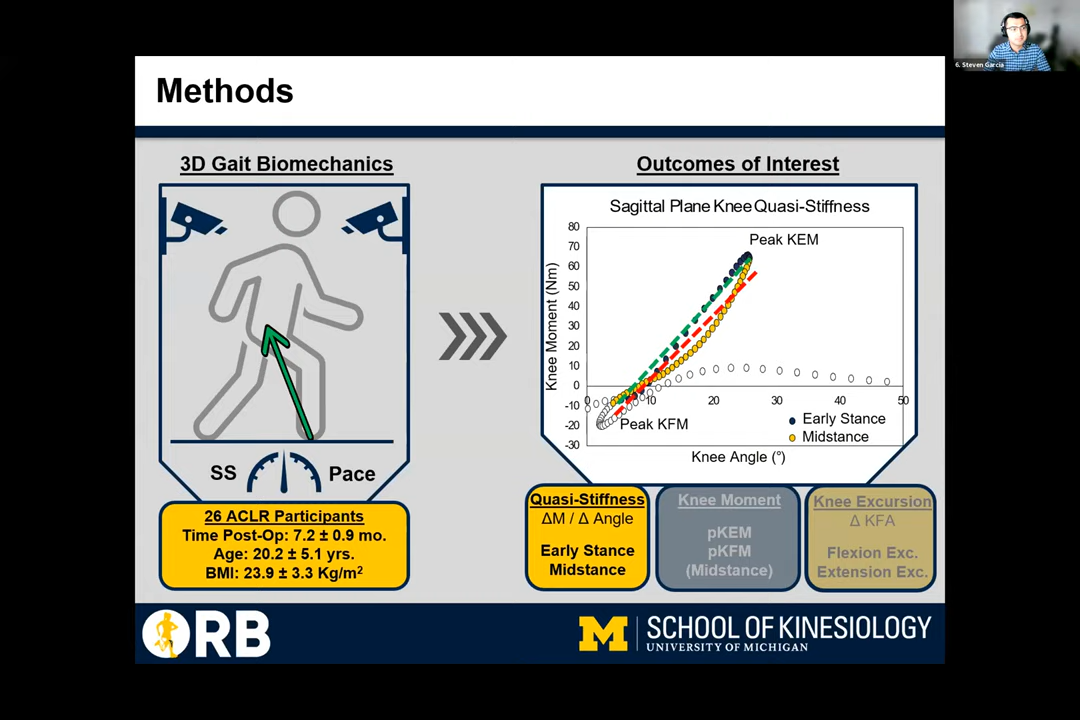 6. Steven Garcia
Methods
3D Gait Biomechanics
SS
Pace
26 ACLR Participants
Time Post-Op: 7.2 ± 0.9 mo.
Age: 20.2 ± 5.1 yrs.
BMI: 23.9 ± 3.3 Kg/m²
Outcomes of Interest
Sagittal Plane Knee Quasi-Stiffness
Knee Moment (Nm)
80
70
60
50
40
30
20
10
0
-10
-20
-30
0 10 20 30 40 50
Peak KEM
Peak KFM
Early Stance
Midstance
Knee Angle (°)
Quasi-Stiffness
ΔM / Δ Angle
Early Stance
Midstance
Knee Moment
pKEM
pKFM
(Midstance)
Knee Excursion
Δ KFA
Flexion Exc.
Extension Exc.
ORB
M SCHOOL OF KINESIOLOGY
UNIVERSITY OF MICHIGAN